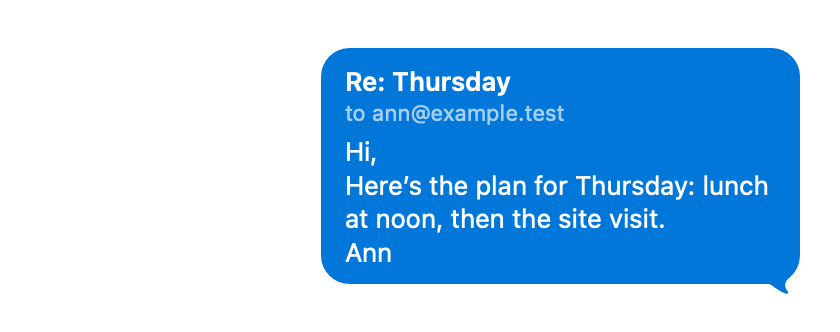 Re: Thursday
to ann@example.test
Hi,
Here’s the plan for Thursday: lunch
at noon, then the site visit.
Ann